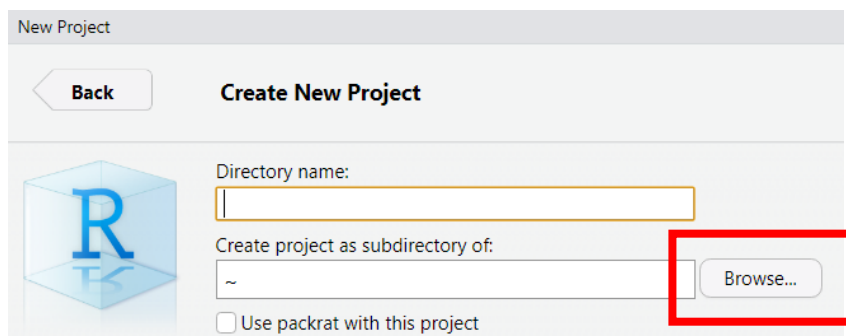 New Project
Back
Create New Project
R
Directory name:
Create project as subdirectory of:
~
Browse...
Use packrat with this project